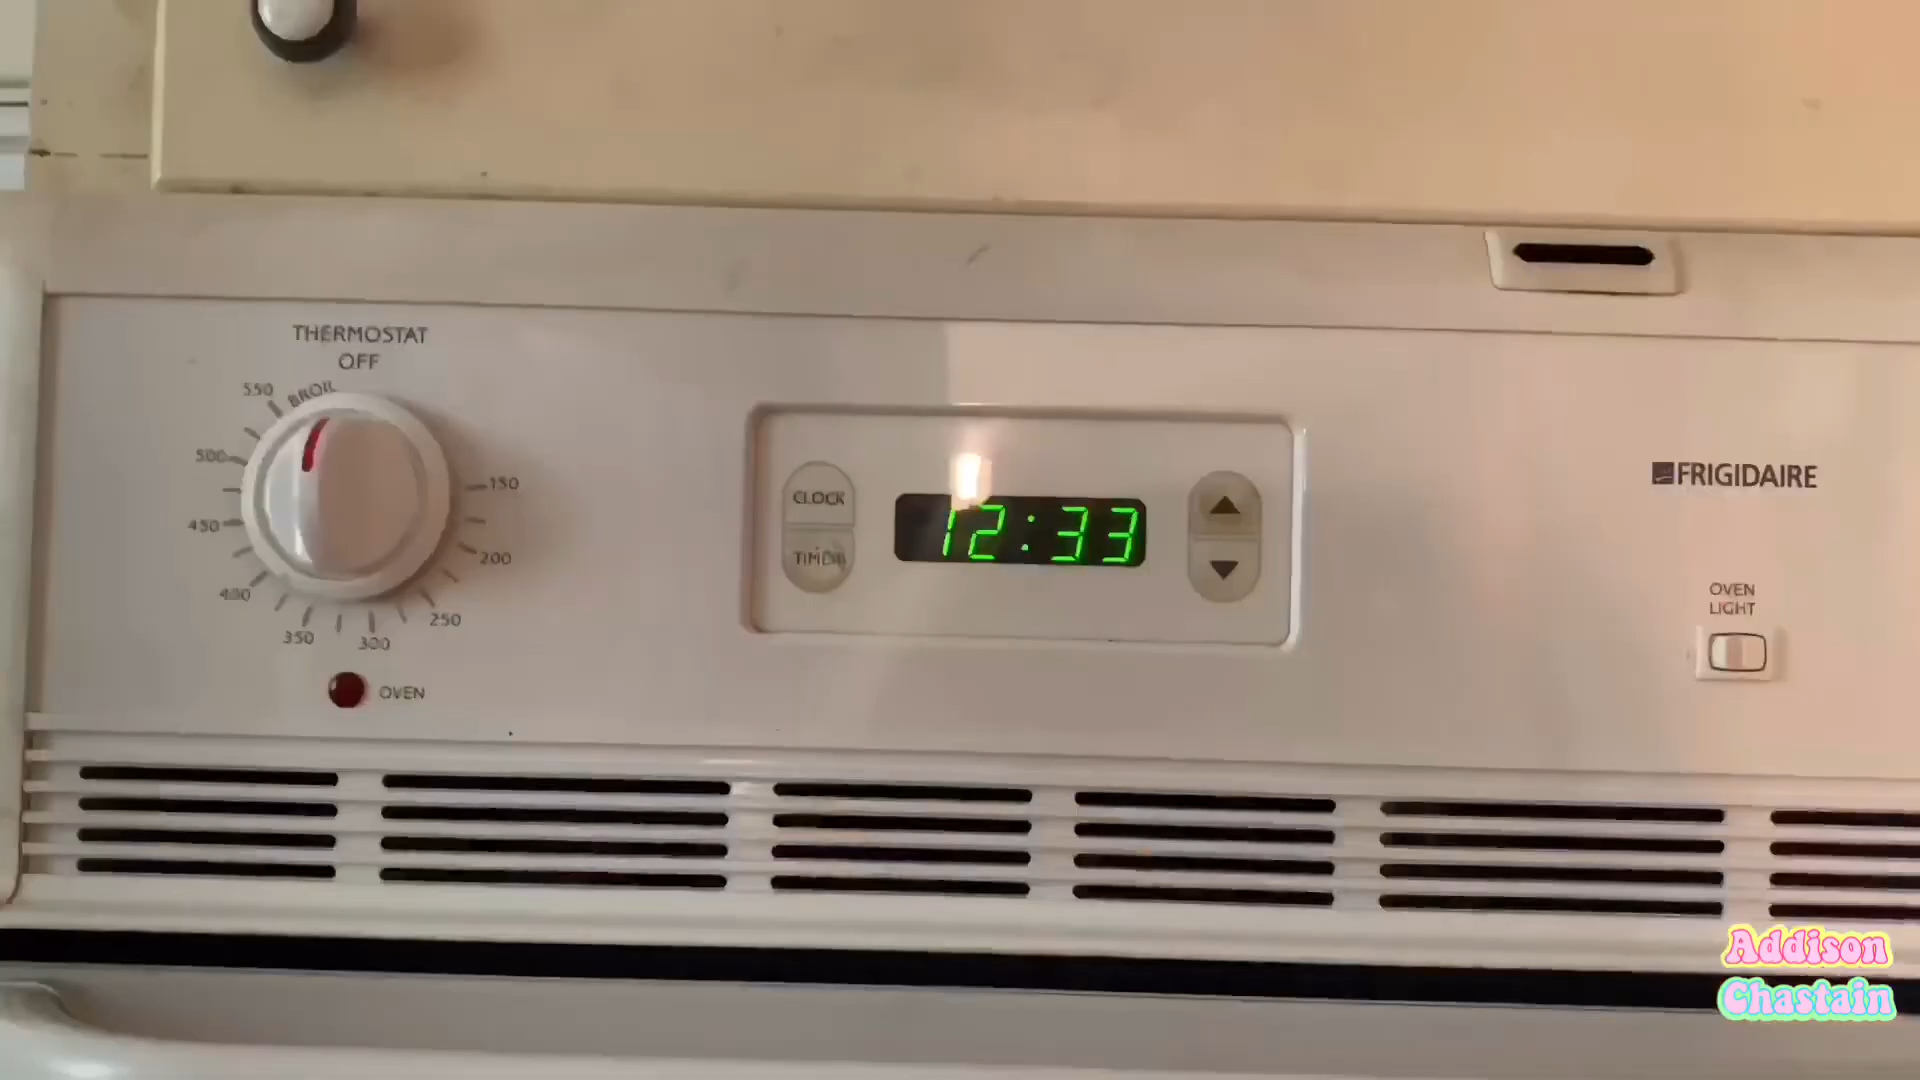 THERMOSTAT
OFF
BROIL
550
500
450
400
350
300
250
200
150
OVEN
CLOCK
TIMER
12:33
FRIGIDAIRE
OVEN
LIGHT
Addison
Chastain